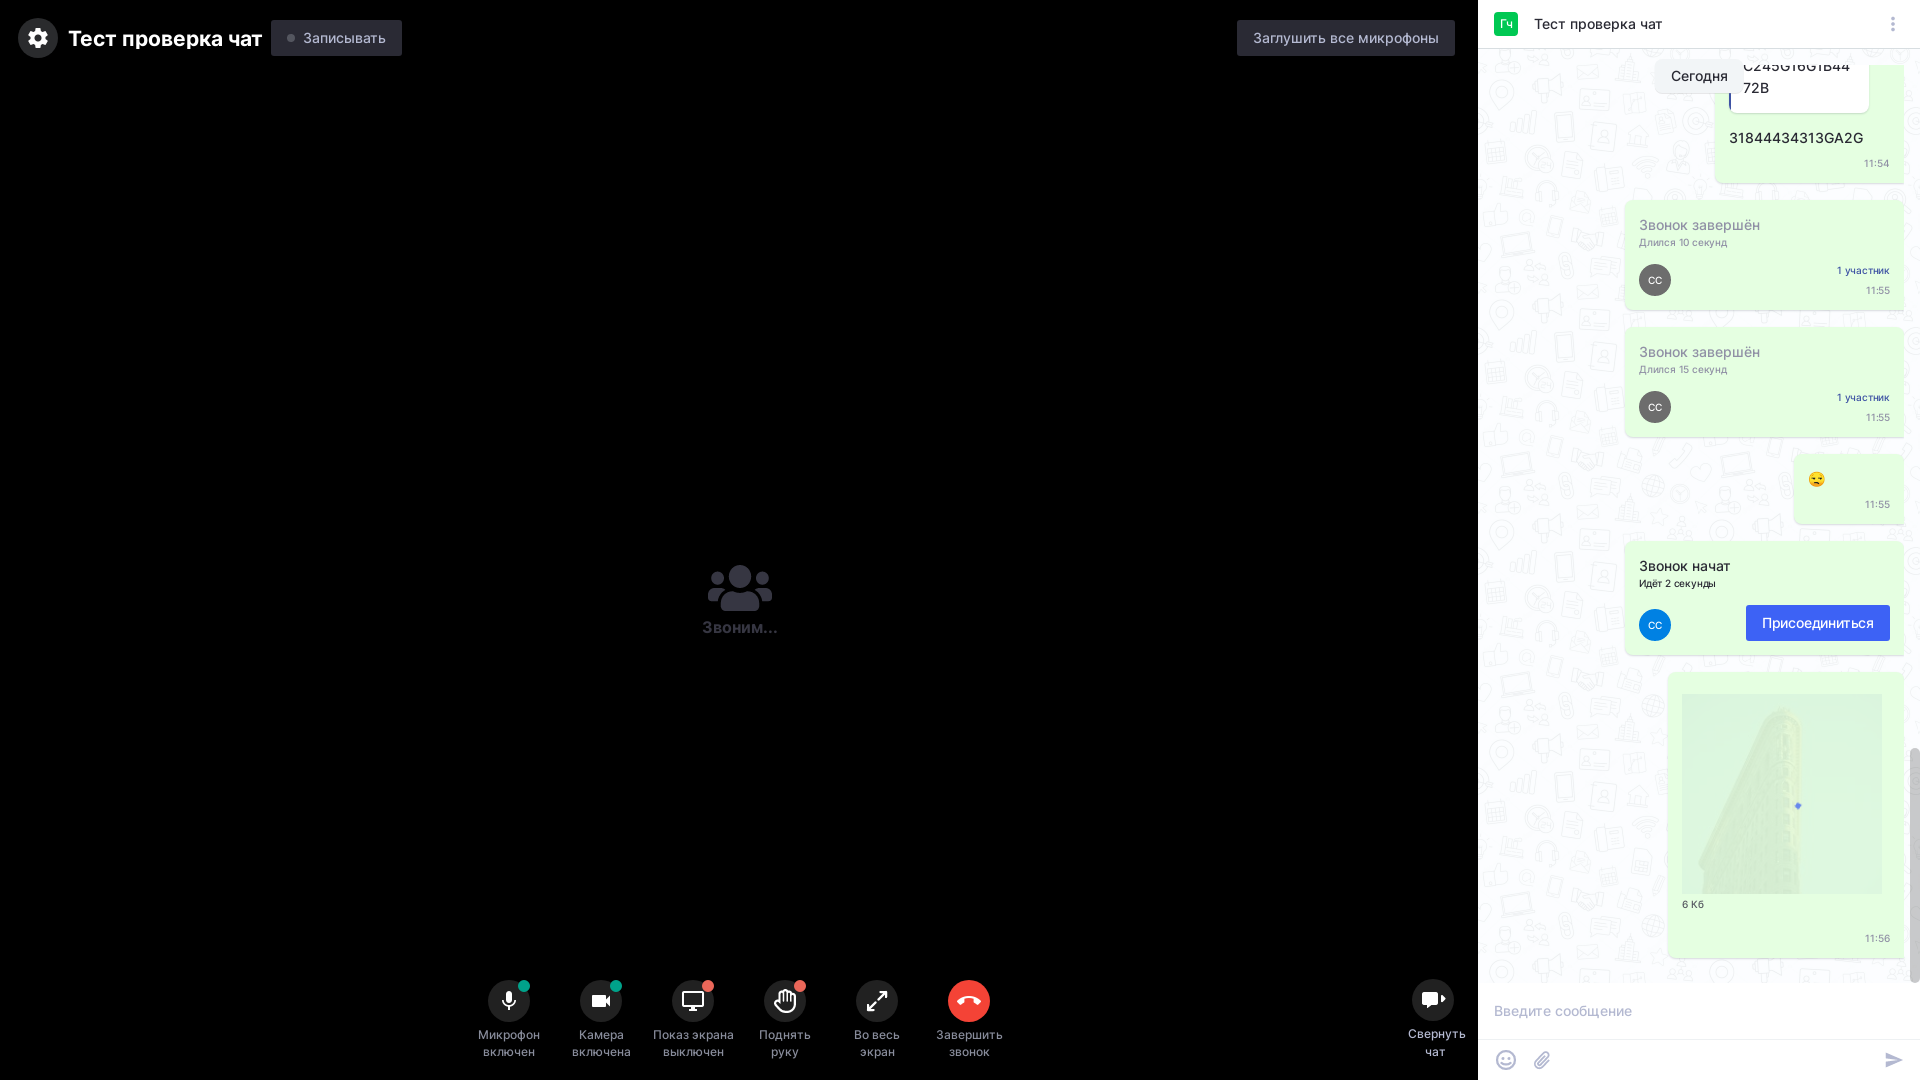 Тест проверка чат
Записывать
Заглушить все микрофоны
Гч
Тест проверка чат
Сегодня
C245G16G1B44
72B
31844434313GA2G
11:54
Звонок завершён
Длился 10 секунд
СС
1 участник
11:55
Звонок завершён
Длился 15 секунд
СС
1 участник
11:55
11:55
Звонок начат
Идёт 2 секунды
СС
Присоединиться
Звоним...
6 Кб
11:56
Микрофон
включен
Камера
включена
Показ экрана
выключен
Поднять
руку
Во весь
экран
Завершить
звонок
Свернуть
чат
Введите сообщение